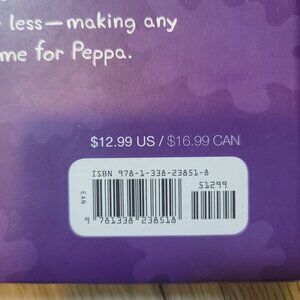 less—making any
me for Peppa.
$12.99 US / $16.99 CAN
ISBN 978-1-338-23851-8
51299
EAN
9 781338 238518